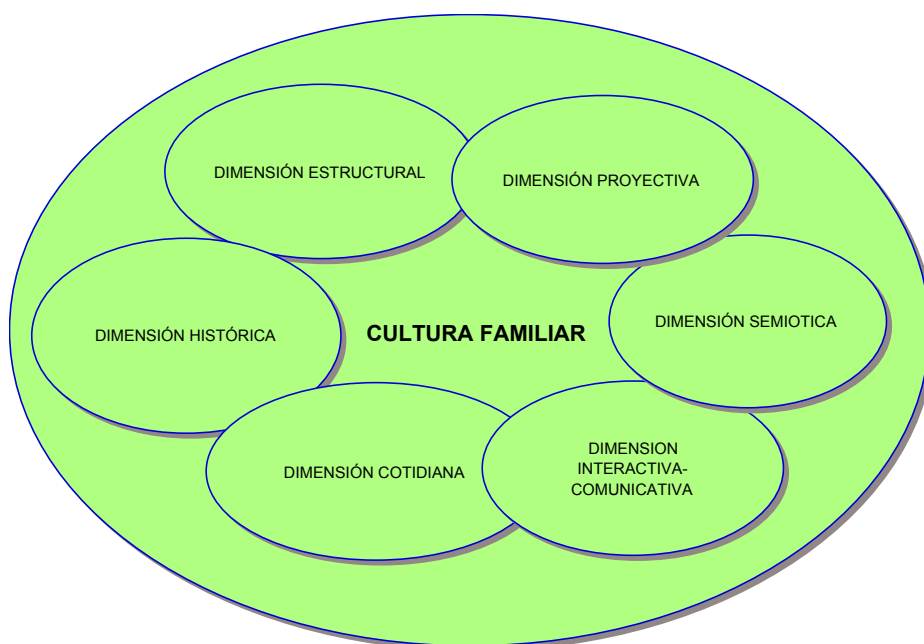 DIMENSIÓN ESTRUCTURAL
DIMENSIÓN PROYECTIVA
DIMENSIÓN HISTÓRICA
CULTURA FAMILIAR
DIMENSIÓN SEMIOTICA
DIMENSIÓN COTIDIANA
DIMENSION
INTERACTIVA-
COMUNICATIVA